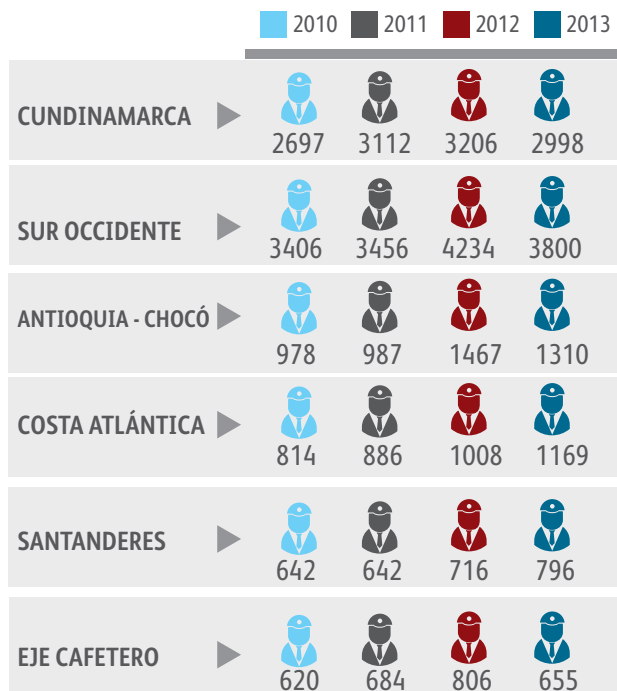 2010 2011 2012 2013
CUNDINAMARCA
2697 3112 3206 2998
SUR OCCIDENTE
3406 3456 4234 3800
ANTIOQUIA - CHOCÓ
978 987 1467 1310
COSTA ATLÁNTICA
814 886 1008 1169
SANTANDERES
642 642 716 796
EJE CAFETERO
620 684 806 655